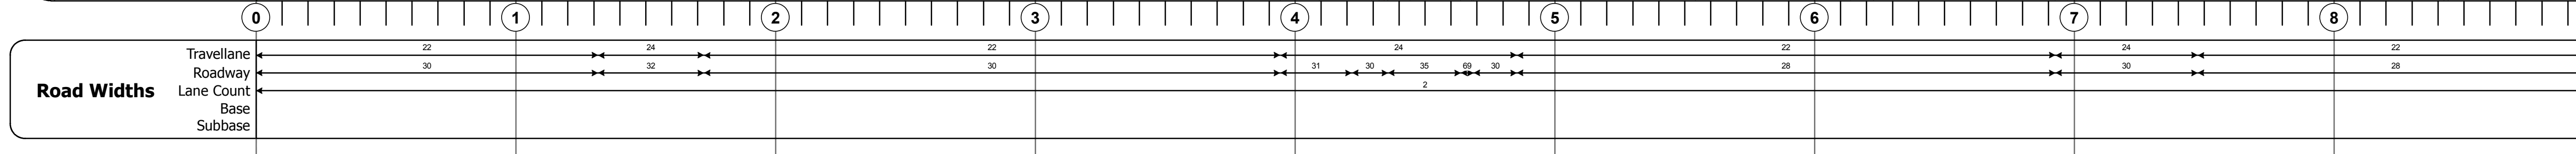 0 1 2 3 4 5 6 7 8
Road Widths
Travellane 22 24 22 24 22 24 22
Roadway 30 32 30 31 30 35 69 30 28 30 28
Lane Count 2
Base
Subbase